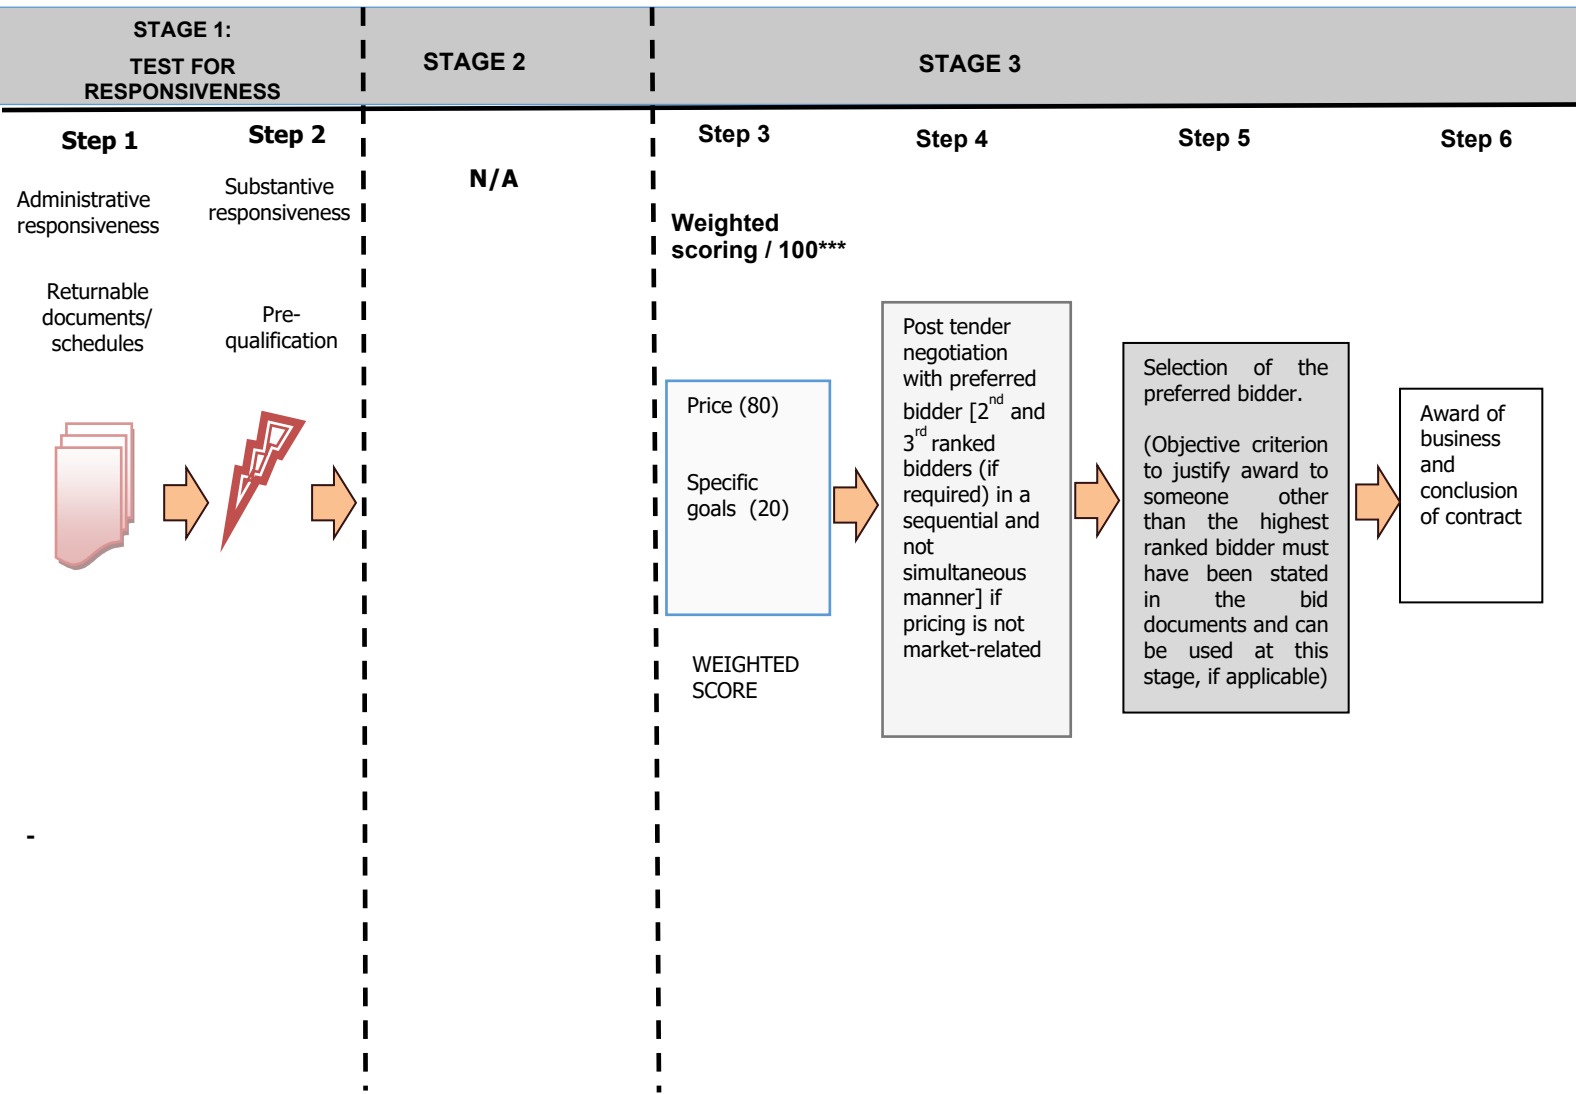 STAGE 1:
TEST FOR
RESPONSIVENESS
STAGE 2
STAGE 3
Step 1
Step 2
Step 3
Step 4
Step 5
Step 6
Administrative
responsiveness
Substantive
responsiveness
N/A
Weighted
scoring / 100***
Returnable
documents/
schedules
Pre-
qualification
Price (80)
Specific
goals (20)
WEIGHTED
SCORE
Post tender
negotiation
with preferred
bidder [2nd and
3rd ranked
bidders (if
required) in a
sequential and
not
simultaneous
manner] if
pricing is not
market-related
Selection of the
preferred bidder.
(Objective criterion
to justify award to
someone other
than the highest
ranked bidder must
have been stated
in the bid
documents and can
be used at this
stage, if applicable)
Award of
business
and
conclusion
of contract
-